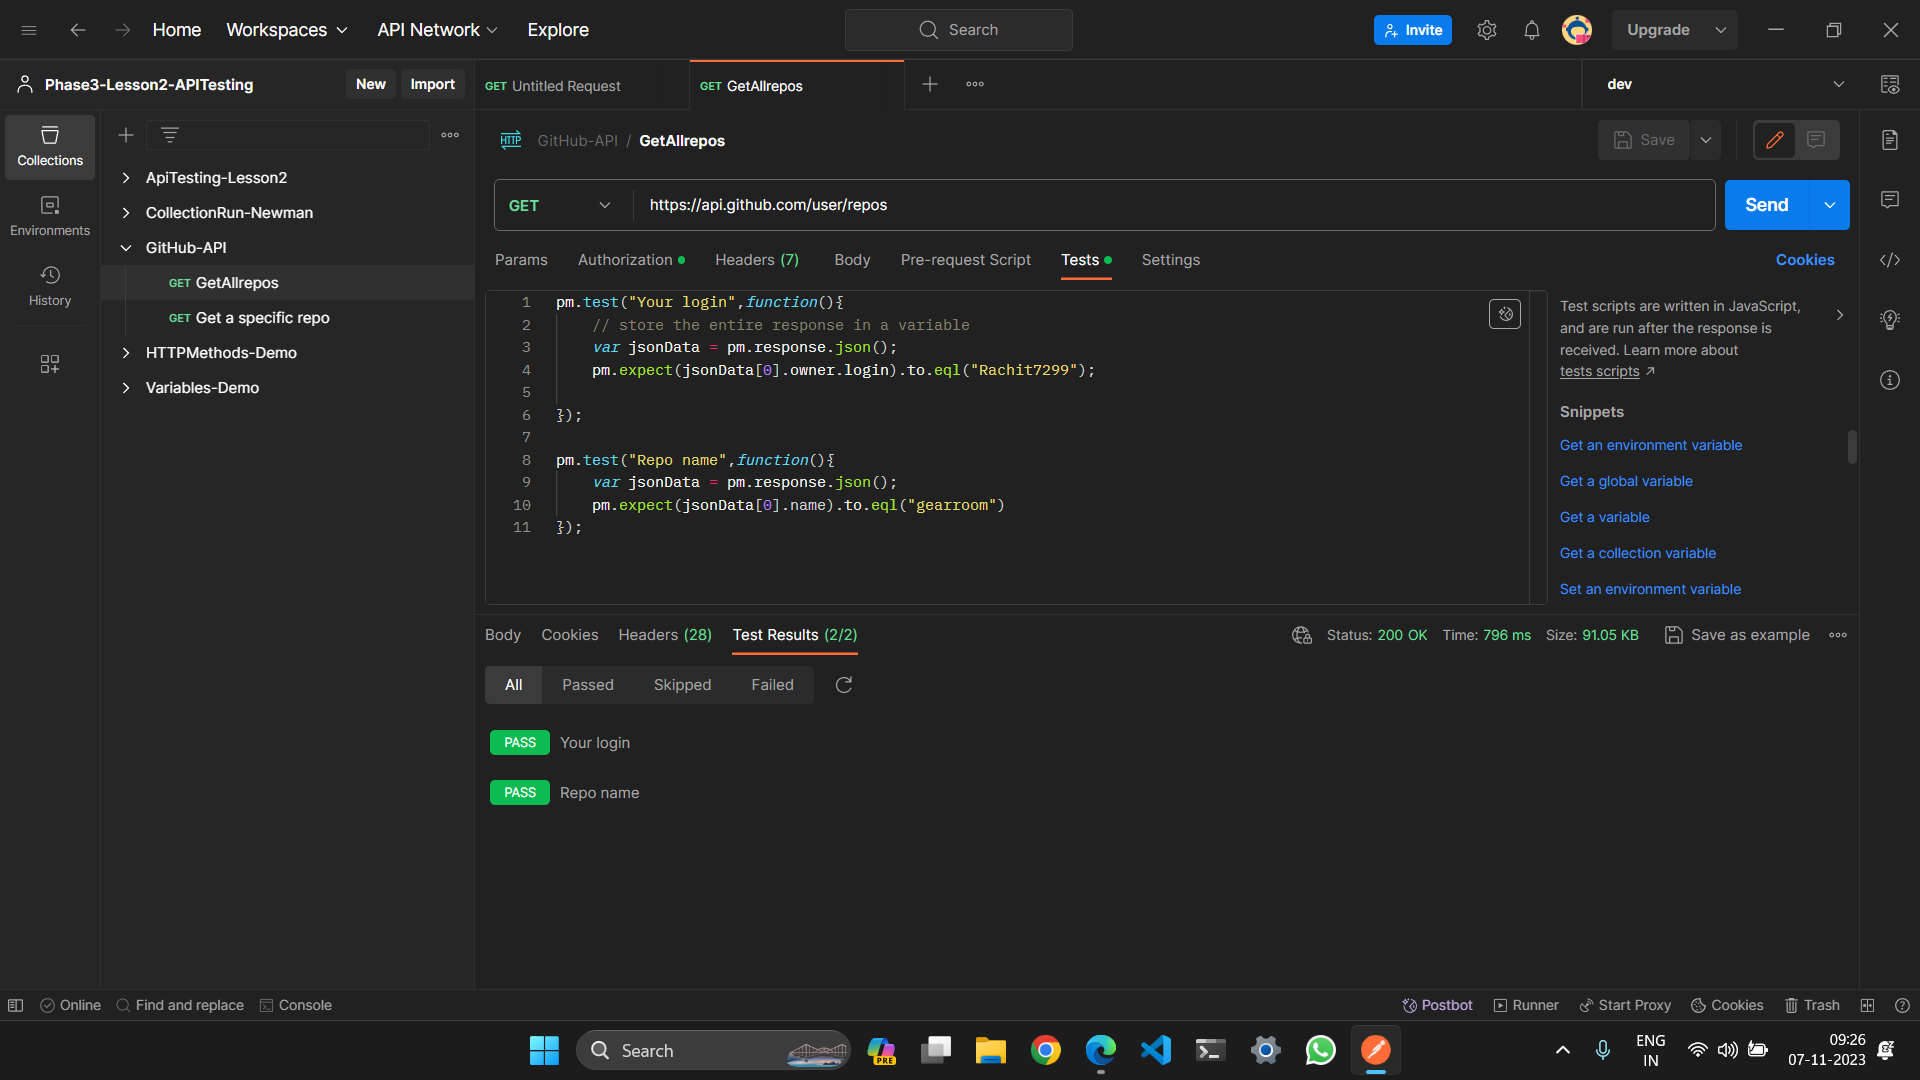 Home
Workspaces
API Network
Explore
Search
Invite
Upgrade
Phase3-Lesson2-APITesting
New
Import
GET Untitled Request
GET GetAllrepos
dev
Collections
Environments
History
ApiTesting-Lesson2
CollectionRun-Newman
GitHub-API
GET GetAllrepos
GET Get a specific repo
HTTPMethods-Demo
Variables-Demo
HTTP GitHub-API / GetAllrepos
Save
GET
https://api.github.com/user/repos
Send
Params
Authorization
Headers (7)
Body
Pre-request Script
Tests
Settings
Cookies
1 pm.test("Your login",function(){
2 // store the entire response in a variable
3 var jsonData = pm.response.json();
4 pm.expect(jsonData[0].owner.login).to.eql("Rachit7299");
5
6 });
7
8 pm.test("Repo name",function(){
9 var jsonData = pm.response.json();
10 pm.expect(jsonData[0].name).to.eql("gearroom")
11 });
Test scripts are written in JavaScript,
and are run after the response is
received. Learn more about
tests scripts
Snippets
Get an environment variable
Get a global variable
Get a variable
Get a collection variable
Set an environment variable
Body
Cookies
Headers (28)
Test Results (2/2)
Status: 200 OK
Time: 796 ms
Size: 91.05 KB
Save as example
All
Passed
Skipped
Failed
PASS Your login
PASS Repo name
Online
Find and replace
Console
Postbot
Runner
Start Proxy
Cookies
Trash
Search
PRE
ENG
IN
09:26
07-11-2023